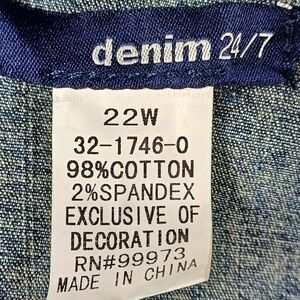 denim 24/7
22W
32-1746-0
98%COTTON
2%SPANDEX
EXCLUSIVE OF
DECORATION
RN#99973
MADE IN CHINA